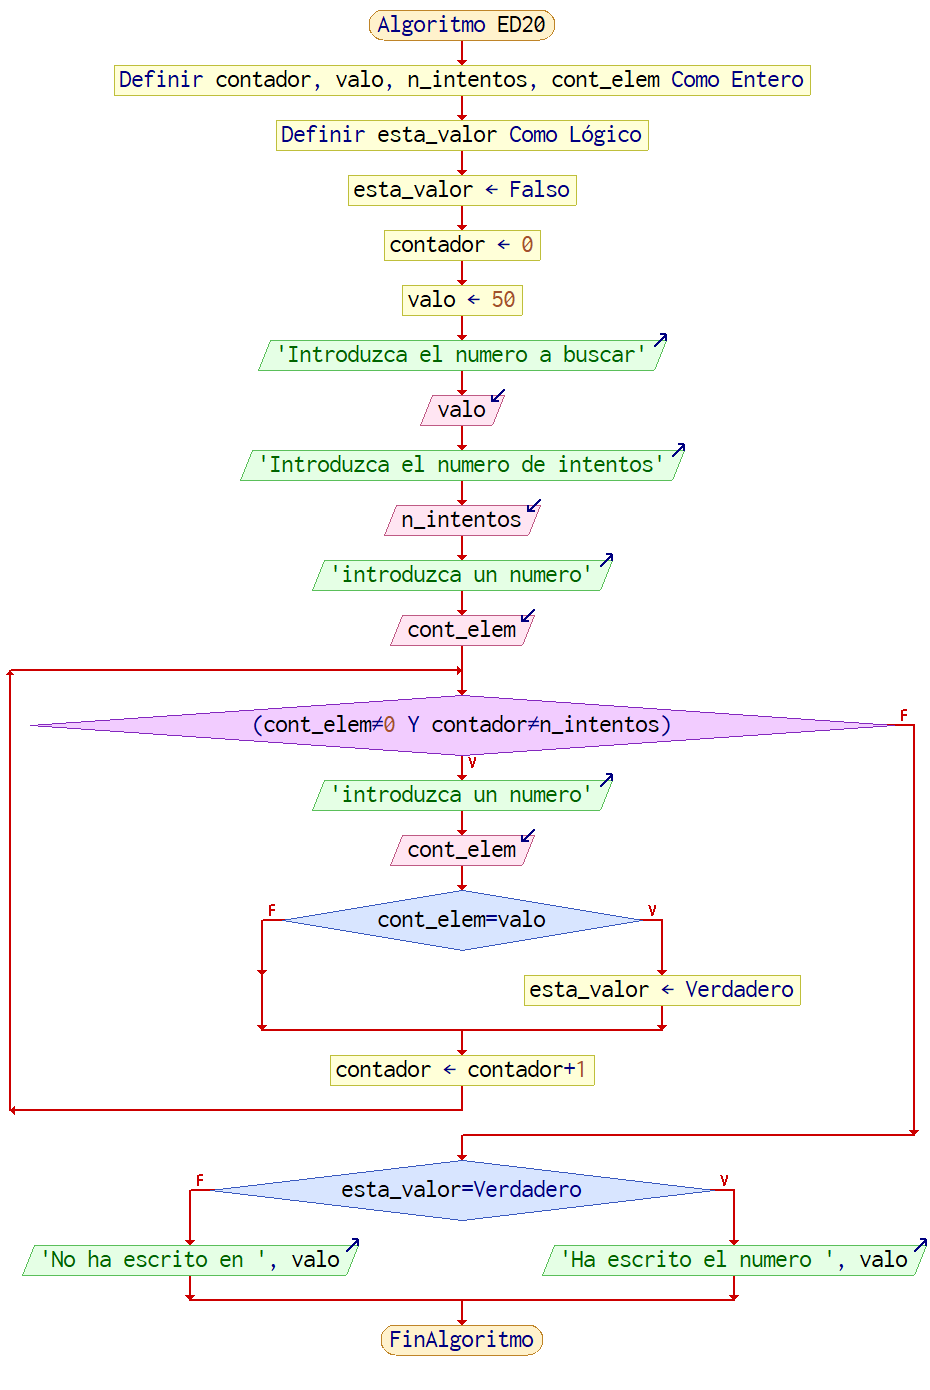 Algoritmo ED20
Definir contador, valo, n_intentos, cont_elem Como Entero
Definir esta_valor Como Lógico
esta_valor ← Falso
contador ← 0
valo ← 50
'Introduzca el numero a buscar'
valo
'Introduzca el numero de intentos'
n_intentos
'introduzca un numero'
cont_elem
(cont_elem≠0 Y contador≠n_intentos)
F
V
'introduzca un numero'
cont_elem
F
V
cont_elem=valo
esta_valor ← Verdadero
contador ← contador+1
F
V
esta_valor=Verdadero
'No ha escrito en ', valo
'Ha escrito el numero ', valo
FinAlgoritmo